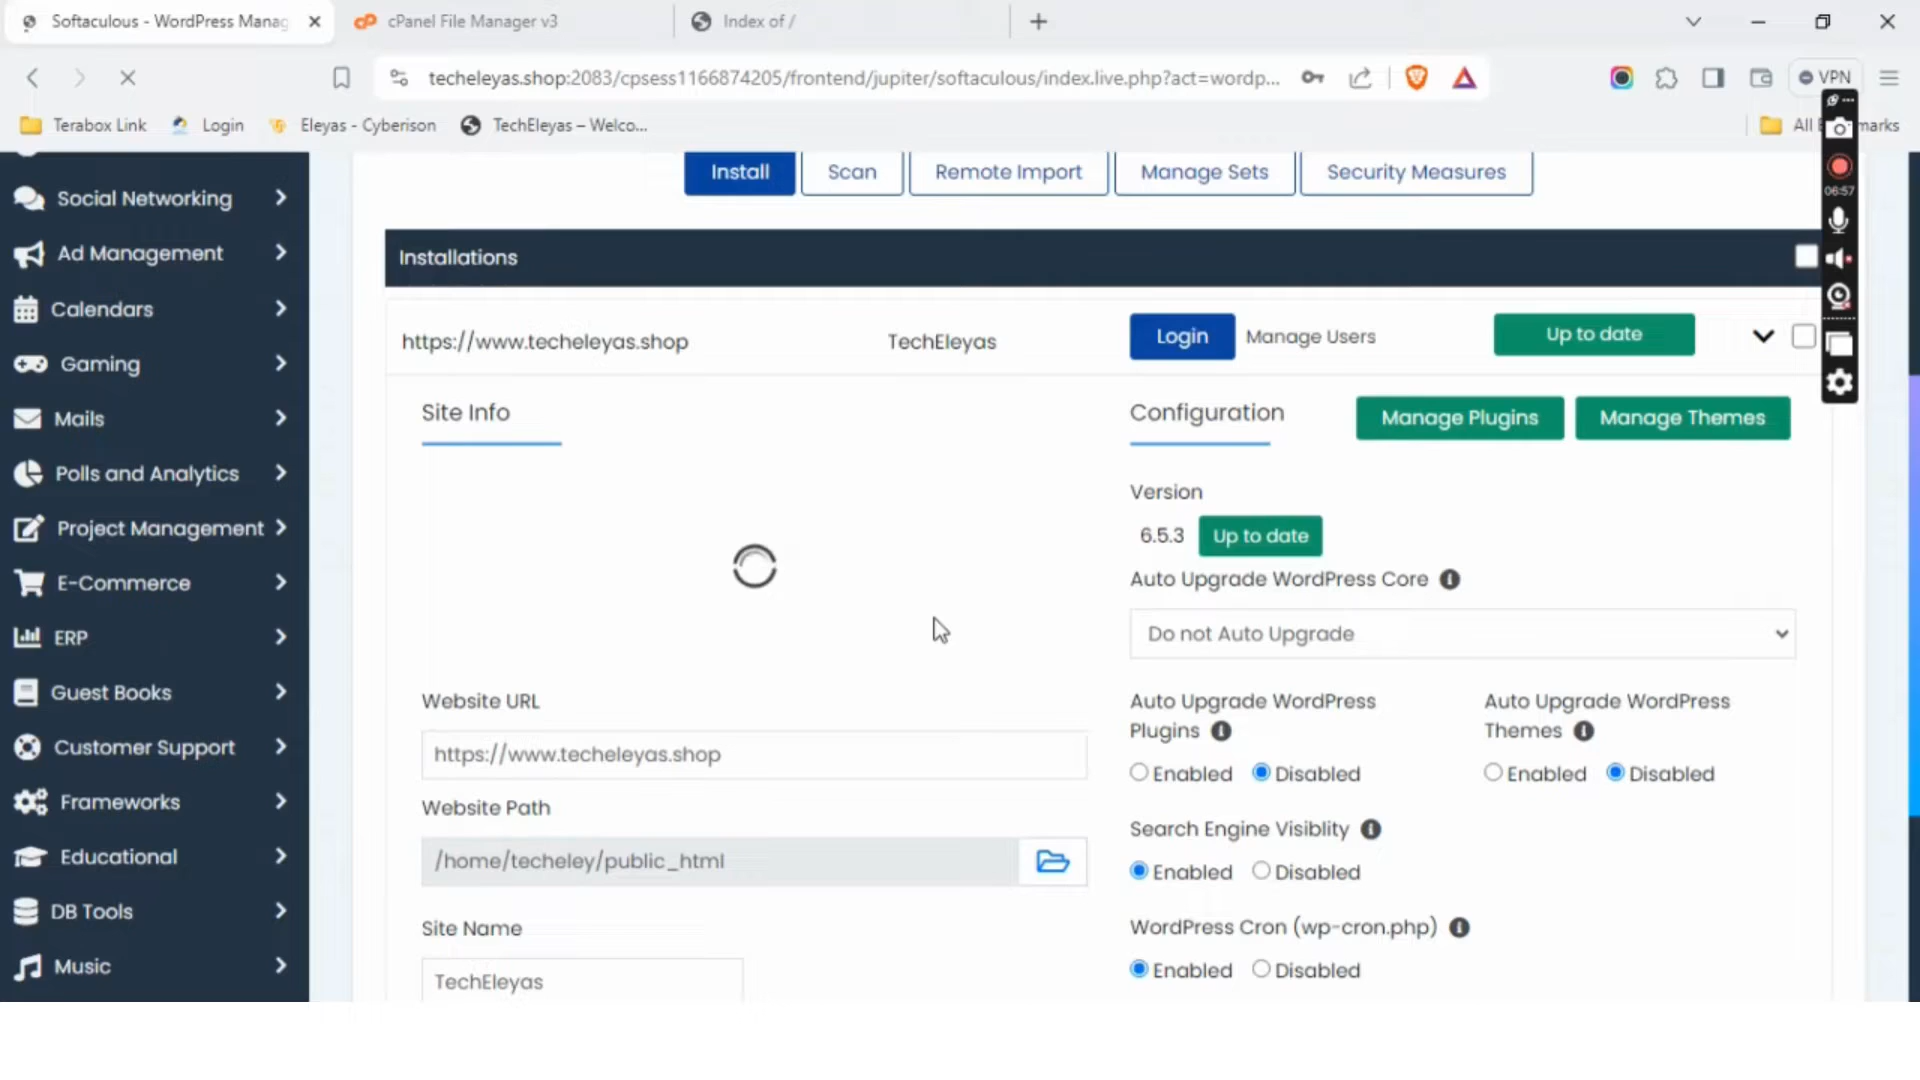 Softaculous - WordPress Manag
cPanel File Manager v3
Index of /
techeleyas.shop:2083/cpsess1166874205/frontend/jupiter/softaculous/index.live.php?act=wordp...
VPN
Terabox Link
Login
Eleyas - Cyberison
TechEleyas – Welco...
All B
marks
06:57
Install
Scan
Remote Import
Manage Sets
Security Measures
Social Networking
Ad Management
Calendars
Gaming
Mails
Polls and Analytics
Project Management
E-Commerce
ERP
Guest Books
Customer Support
Frameworks
Educational
DB Tools
Music
Installations
https://www.techeleyas.shop
TechEleyas
Login
Manage Users
Up to date
Site Info
Website URL
https://www.techeleyas.shop
Website Path
/home/techeley/public_html
Site Name
TechEleyas
Configuration
Manage Plugins
Manage Themes
Version
6.5.3 Up to date
Auto Upgrade WordPress Core
Do not Auto Upgrade
Auto Upgrade WordPress
Plugins
Enabled Disabled
Auto Upgrade WordPress
Themes
Enabled Disabled
Search Engine Visiblity
Enabled Disabled
WordPress Cron (wp-cron.php)
Enabled Disabled